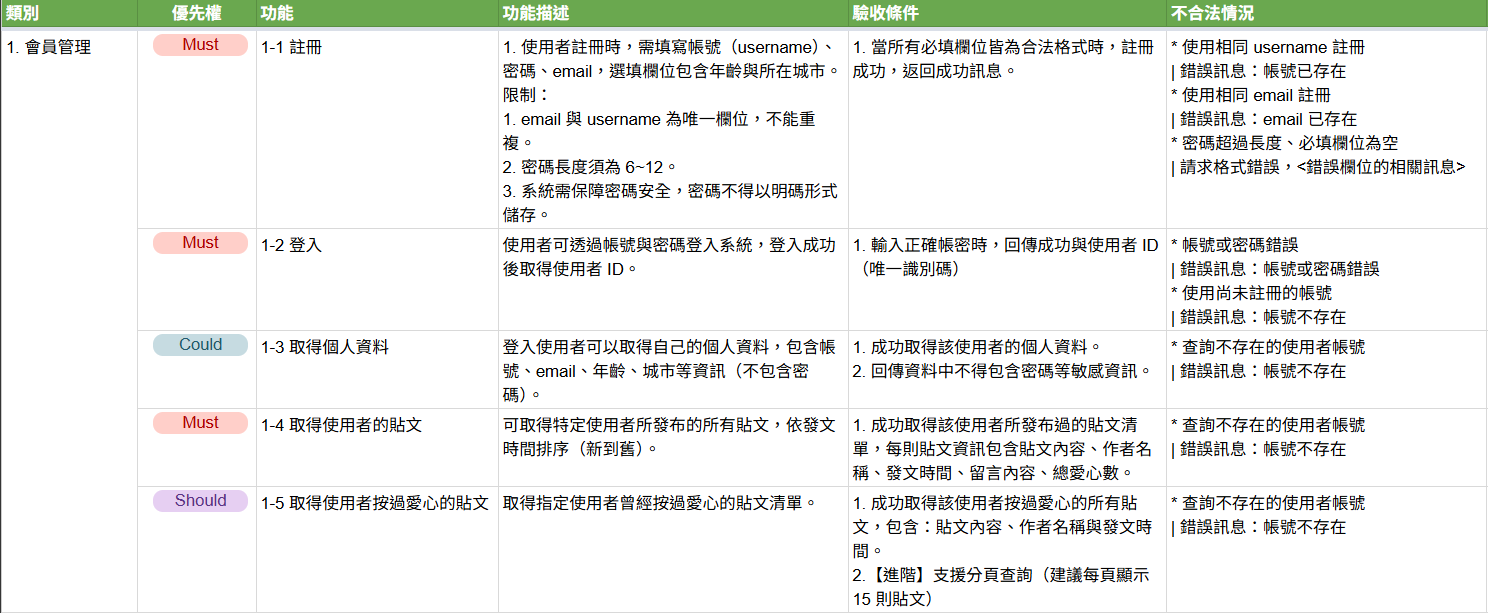 類別
優先權
功能
功能描述
驗收條件
不合法情況
1. 會員管理
Must
1-1 註冊
1. 使用者註冊時，需填寫帳號（username）、
密碼、email，選填欄位包含年齡與所在城市。
限制：
1. email 與 username 為唯一欄位，不能重
複。
2. 密碼長度須為 6~12。
3. 系統需保障密碼安全，密碼不得以明碼形式
儲存。
1. 當所有必填欄位皆為合法格式時，註冊
成功，返回成功訊息。
* 使用相同 username 註冊
| 錯誤訊息：帳號已存在
* 使用相同 email 註冊
| 錯誤訊息：email 已存在
* 密碼超過長度、必填欄位為空
| 請求格式錯誤，<錯誤欄位的相關訊息>
Must
1-2 登入
使用者可透過帳號與密碼登入系統，登入成功
後取得使用者 ID。
1. 輸入正確帳密時，回傳成功與使用者 ID
（唯一識別碼）
* 帳號或密碼錯誤
| 錯誤訊息：帳號或密碼錯誤
* 使用尚未註冊的帳號
| 錯誤訊息：帳號不存在
Could
1-3 取得個人資料
登入使用者可以取得自己的個人資料，包含帳
號、email、年齡、城市等資訊（不包含密
碼）。
1. 成功取得該使用者的個人資料。
2. 回傳資料中不得包含密碼等敏感資訊。
* 查詢不存在的使用者帳號
| 錯誤訊息：帳號不存在
Must
1-4 取得使用者的貼文
可取得特定使用者所發布的所有貼文，依發文
時間排序（新到舊）。
1. 成功取得該使用者所發布過的貼文清
單，每則貼文資訊包含貼文內容、作者名
稱、發文時間、留言內容、總愛心數。
* 查詢不存在的使用者帳號
| 錯誤訊息：帳號不存在
Should
1-5 取得使用者按過愛心的貼文
取得指定使用者曾經按過愛心的貼文清單。
1. 成功取得該使用者按過愛心的所有貼
文，包含：貼文內容、作者名稱與發文時
間。
2.【進階】支援分頁查詢（建議每頁顯示
15 則貼文）
* 查詢不存在的使用者帳號
| 錯誤訊息：帳號不存在